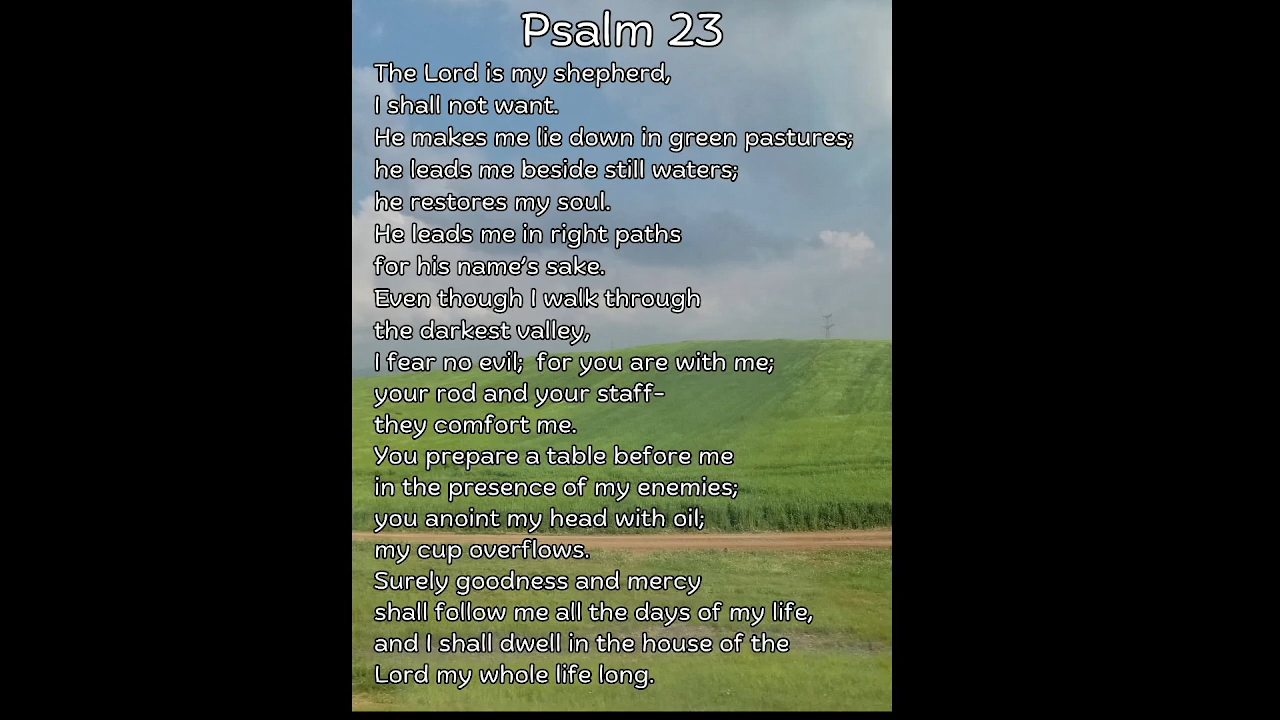 Psalm 23
The Lord is my shepherd,
I shall not want.
He makes me lie down in green pastures;
he leads me beside still waters;
he restores my soul.
He leads me in right paths
for his name's sake.
Even though I walk through
the darkest valley,
I fear no evil;  for you are with me;
your rod and your staff-
they comfort me.
You prepare a table before me
in the presence of my enemies;
you anoint my head with oil;
my cup overflows.
Surely goodness and mercy
shall follow me all the days of my life,
and I shall dwell in the house of the
Lord my whole life long.